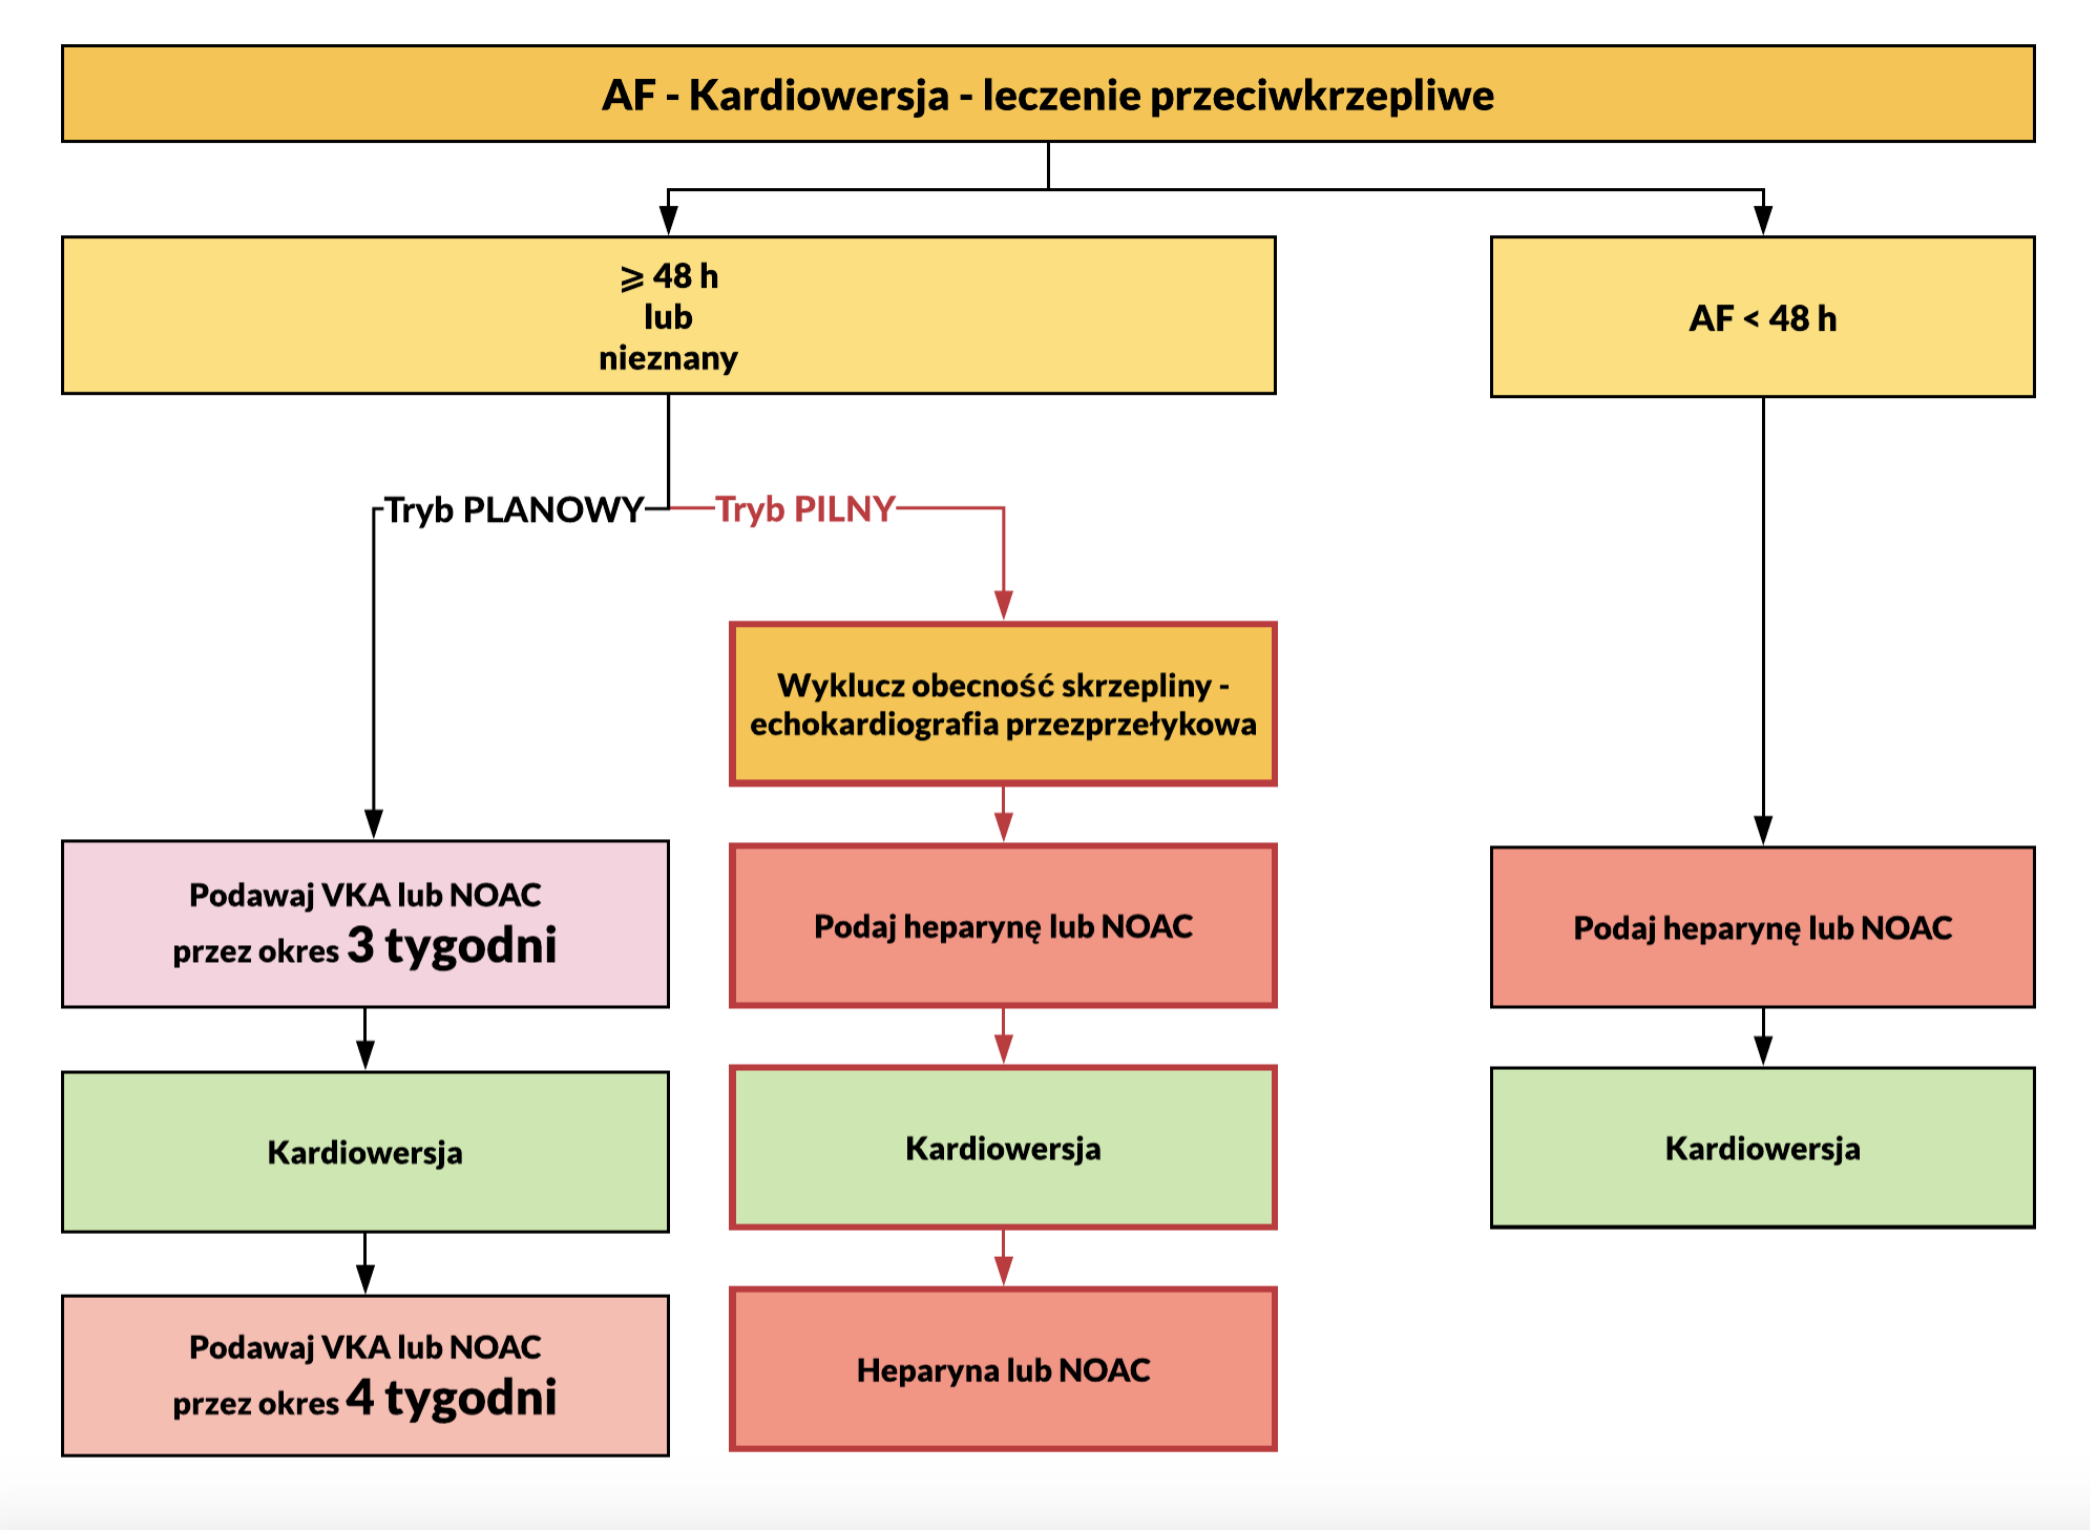 AF - Kardiowersja - leczenie przeciwkrzepliwe
⩾ 48 h
lub
nieznany
AF < 48 h
Tryb PLANOWY
Tryb PILNY
Wyklucz obecność skrzepliny -
echokardiografia przezprzełykowa
Podawaj VKA lub NOAC
przez okres 3 tygodni
Podaj heparynę lub NOAC
Podaj heparynę lub NOAC
Kardiowersja
Kardiowersja
Kardiowersja
Podawaj VKA lub NOAC
przez okres 4 tygodni
Heparyna lub NOAC